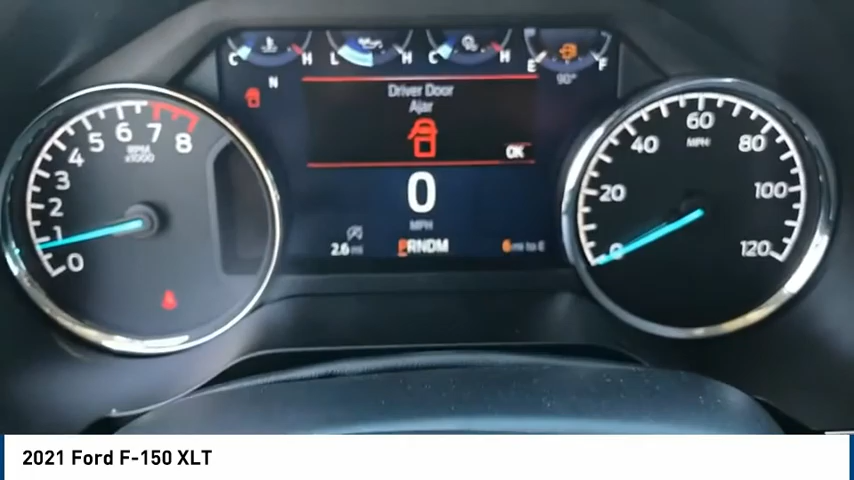 C H L H C H E F
90°
N
Driver Door
Ajar
OK
0
MPH
2.6 mi PRNDM 6 mi to E
0 1 2 3 4 5 6 7 8
RPM
x1000
0 20 40 60 80 100 120
MPH
2021 Ford F-150 XLT